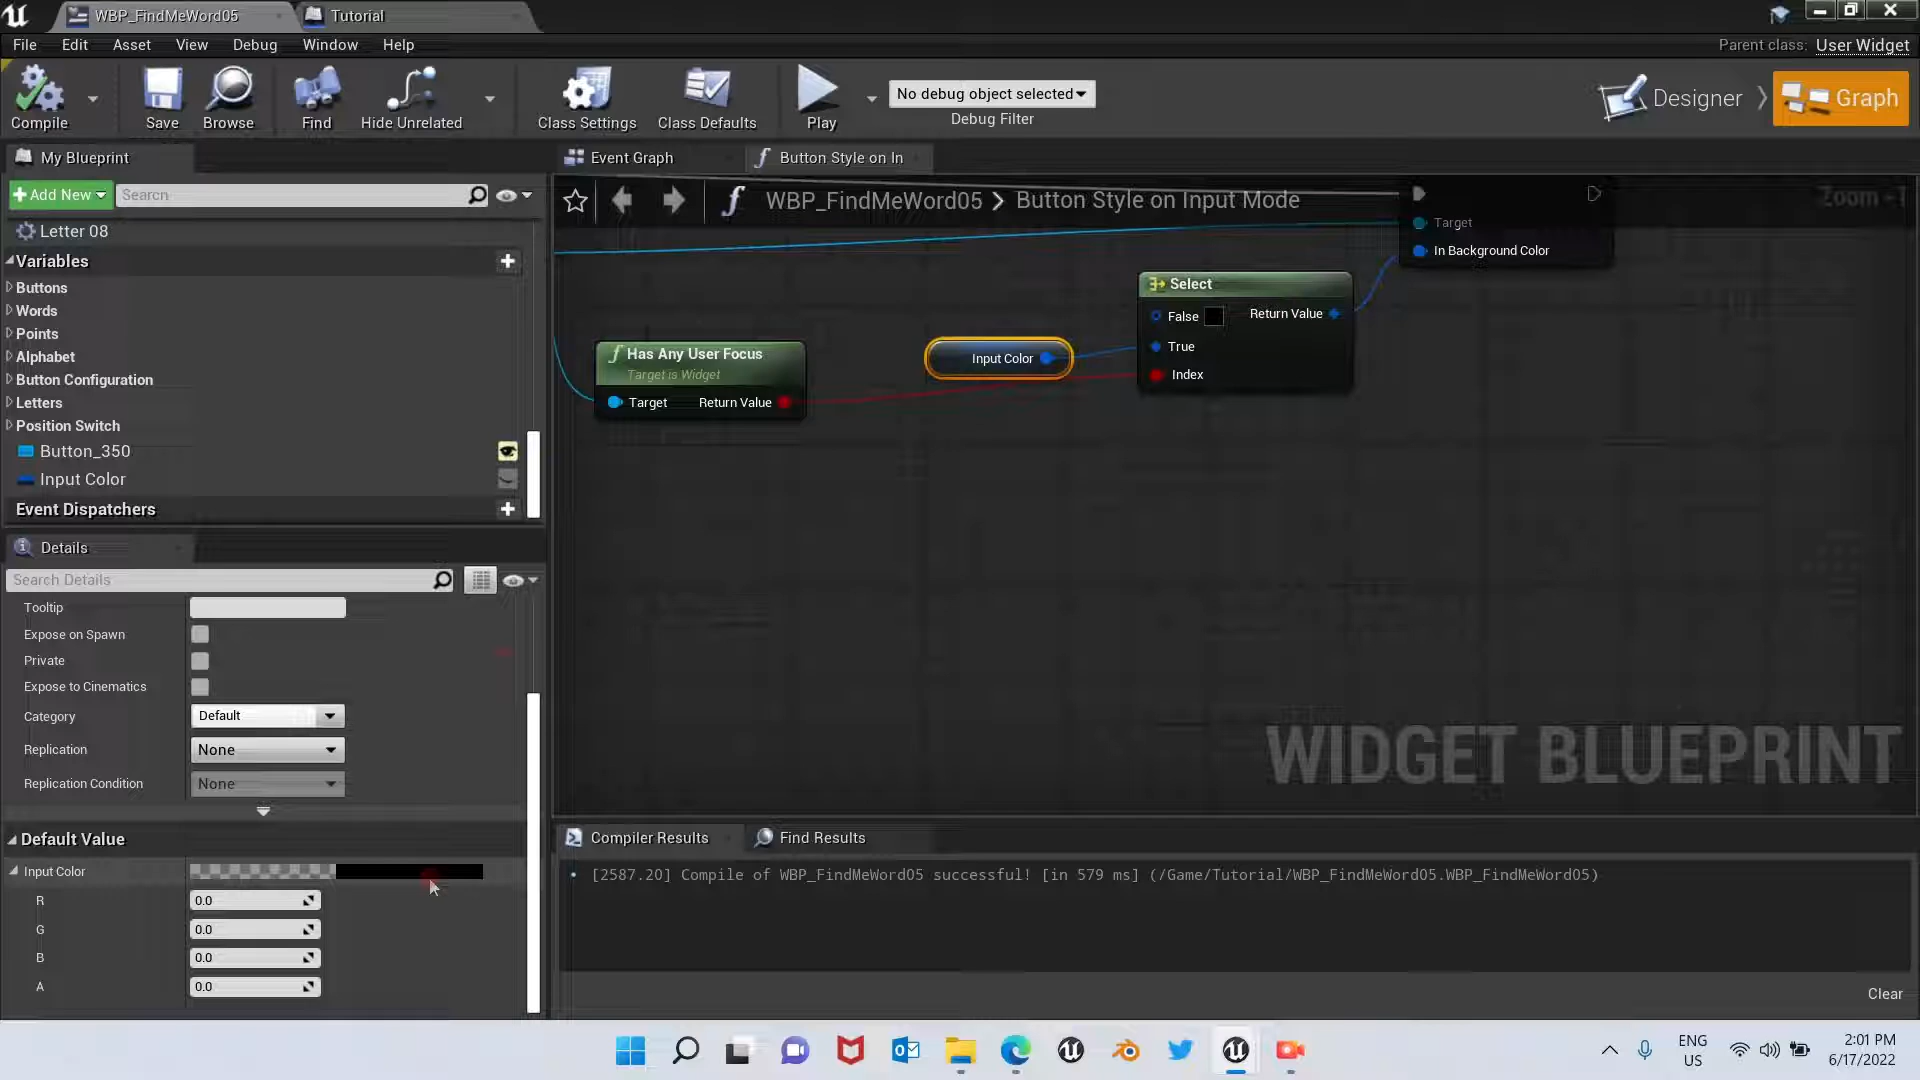 WBP_FindMeWord05
Tutorial
File Edit Asset View Debug Window Help
Parent class: User Widget
Compile
Save
Browse
Find
Hide Unrelated
Class Settings
Class Defaults
Play
No debug object selected
Debug Filter
Designer
Graph
My Blueprint
Event Graph
Button Style on In
Add New
Search
WBP_FindMeWord05 > Button Style on Input Mode
Zoom -
Letter 08
Variables
Buttons
Words
Points
Alphabet
Button Configuration
Letters
Position Switch
Button_350
Input Color
Event Dispatchers
Target
In Background Color
Select
False
Return Value
True
Index
Input Color
Has Any User Focus
Target is Widget
Target
Return Value
WIDGET BLUEPRINT
Details
Search Details
Tooltip
Expose on Spawn
Private
Expose to Cinematics
Category
Default
Replication
None
Replication Condition
None
Default Value
Input Color
R 0.0
G 0.0
B 0.0
A 0.0
Compiler Results
Find Results
[2587.20] Compile of WBP_FindMeWord05 successful! [in 579 ms] (/Game/Tutorial/WBP_FindMeWord05.WBP_FindMeWord05)
Clear
ENG
US
2:01 PM
6/17/2022